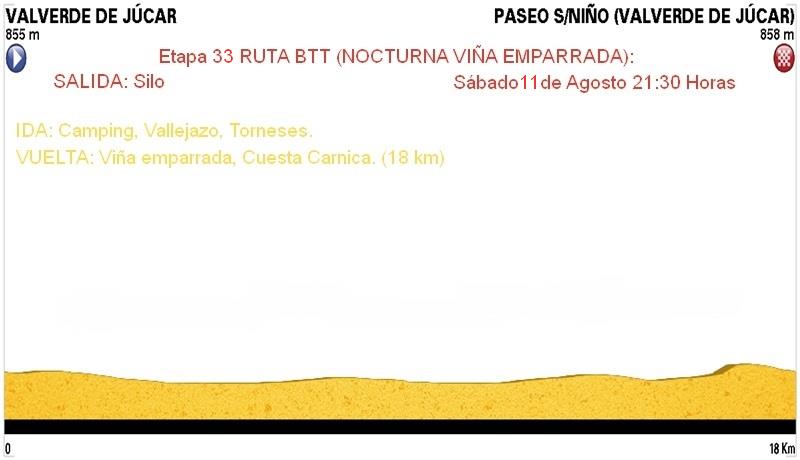 VALVERDE DE JÚCAR
PASEO S/NIÑO (VALVERDE DE JÚCAR)
855 m
858 m
Etapa 33 RUTA BTT (NOCTURNA VIÑA EMPARRADA):
SALIDA: Silo
Sábado11de Agosto 21:30 Horas
IDA: Camping, Vallejazo, Torneses.
VUELTA: Viña emparrada, Cuesta Carnica. (18 km)
0
18 Km